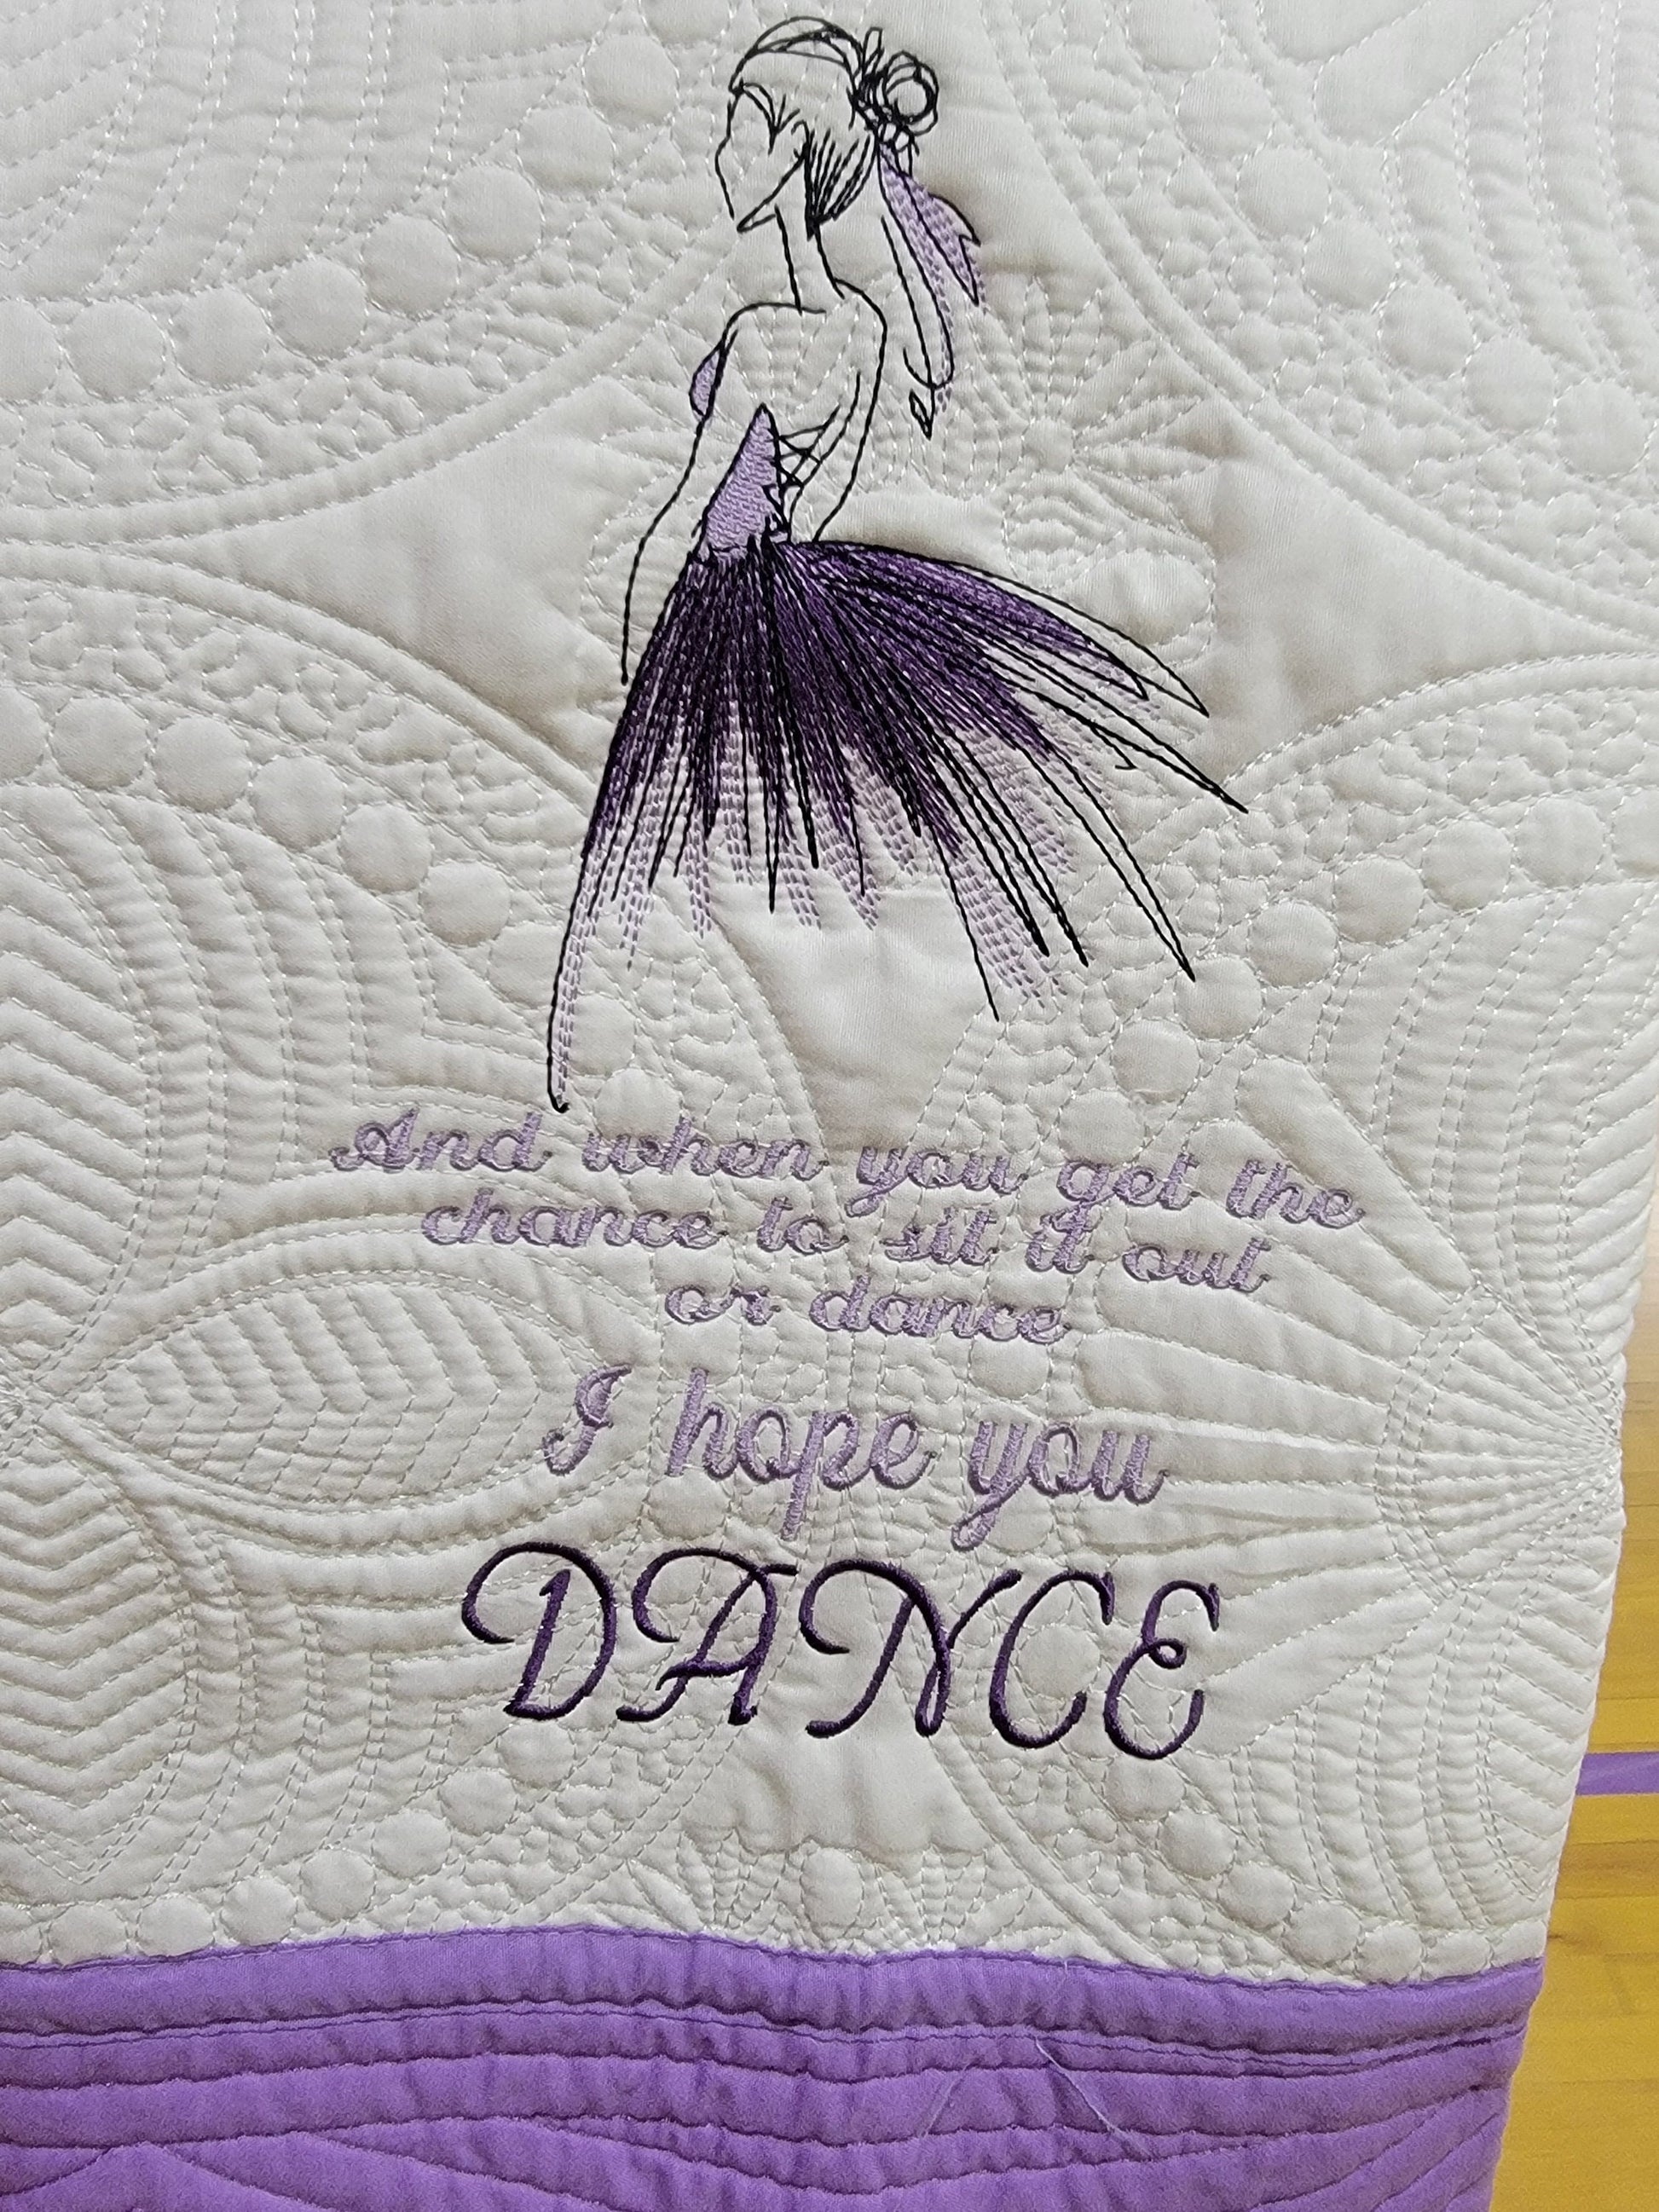 And when you get the
chance to sit it out
or dance
I hope you
DANCE